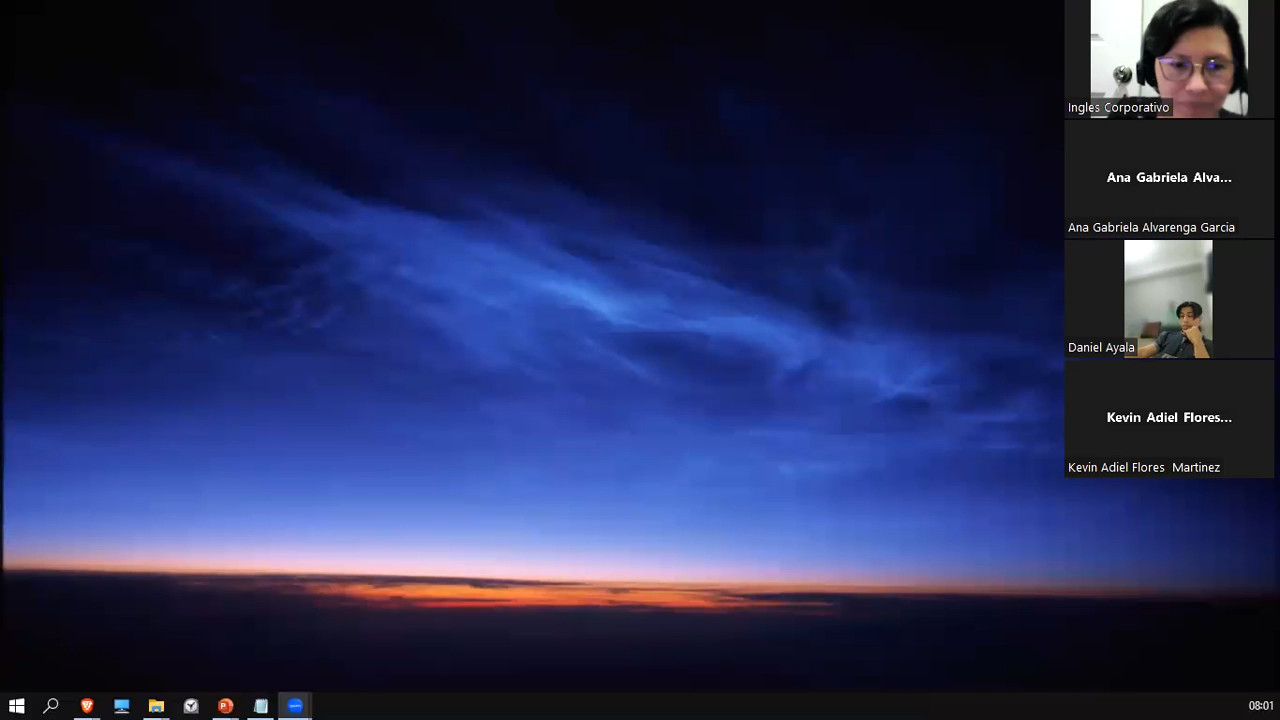 Ingles Corporativo
Ana Gabriela Alva...
Ana Gabriela Alvarenga Garcia
Daniel Ayala
Kevin Adiel Flores...
Kevin Adiel Flores Martinez
08:01